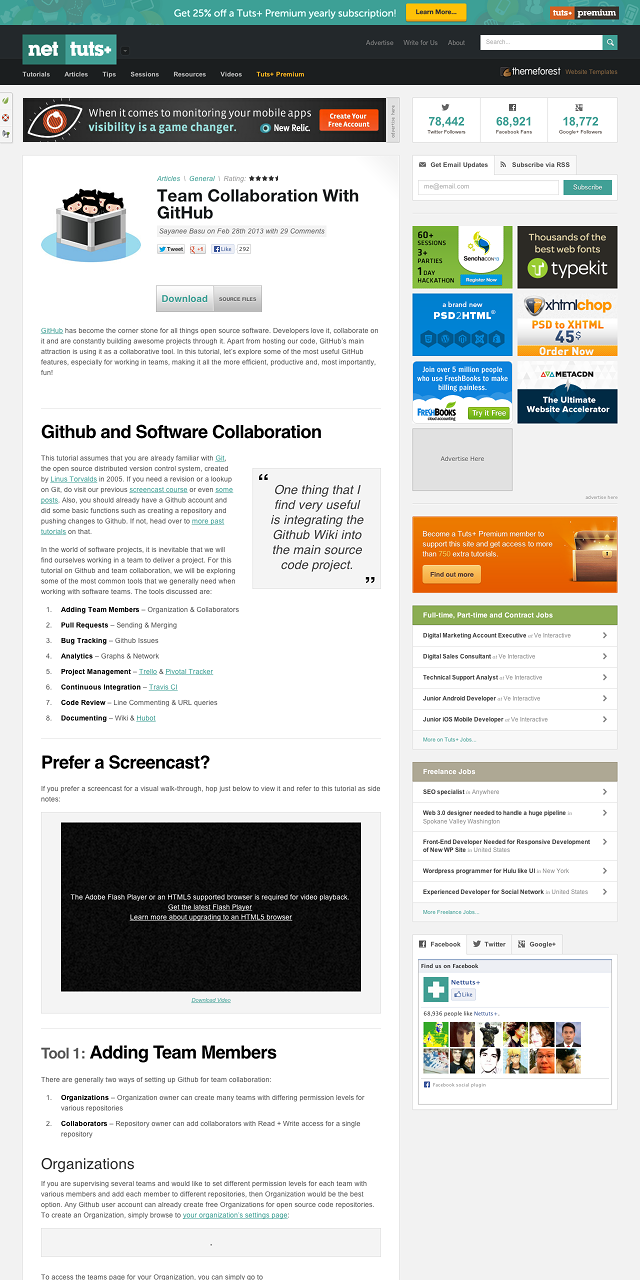 Get 25% off a Tuts+ Premium yearly subscription!
Learn More...
tuts+ premium
net tuts+
Advertise Write for Us About
Search...
Tutorials Articles Tips Sessions Resources Videos Tuts+ Premium
themeforest Website Templates
When it comes to monitoring your mobile apps
visibility is a game changer.
New Relic.
Create Your
Free Account
advertise here
78,442
Twitter Followers
68,921
Facebook Fans
18,772
Google+ Followers
Get Email Updates
Subscribe via RSS
me@email.com
Subscribe
Articles \ General \ Rating:
Team Collaboration With
GitHub
Sayanee Basu on Feb 28th 2013 with 29 Comments
Tweet
+1
Like
292
Download SOURCE FILES
GitHub has become the corner stone for all things open source software. Developers love it, collaborate on
it and are constantly building awesome projects through it. Apart from hosting our code, GitHub's main
attraction is using it as a collaborative tool. In this tutorial, let's explore some of the most useful GitHub
features, especially for working in teams, making it all the more efficient, productive and, most importantly,
fun!
Github and Software Collaboration
This tutorial assumes that you are already familiar with Git,
the open source distributed version control system, created
by Linus Torvalds in 2005. If you need a revision or a lookup
on Git, do visit our previous screencast course or even some
posts. Also, you should already have a Github account and
did some basic functions such as creating a repository and
pushing changes to Github. If not, head over to more past
tutorials on that.
“
One thing that I
find very useful
is integrating the
Github Wiki into
the main source
code project.
”
In the world of software projects, it is inevitable that we will
find ourselves working in a team to deliver a project. For this
tutorial on Github and team collaboration, we will be exploring
some of the most common tools that we generally need when
working with software teams. The tools discussed are:
1. Adding Team Members – Organization & Collaborators
2. Pull Requests – Sending & Merging
3. Bug Tracking – Github Issues
4. Analytics – Graphs & Network
5. Project Management – Trello & Pivotal Tracker
6. Continuous Integration – Travis CI
7. Code Review – Line Commenting & URL queries
8. Documenting – Wiki & Hubot
Prefer a Screencast?
If you prefer a screencast for a visual walk-through, hop just below to view it and refer to this tutorial as side
notes:
The Adobe Flash Player or an HTML5 supported browser is required for video playback.
Get the latest Flash Player
Learn more about upgrading to an HTML5 browser
Download Video
Tool 1: Adding Team Members
There are generally two ways of setting up Github for team collaboration:
1. Organizations – Organization owner can create many teams with differing permission levels for
various repositories
2. Collaborators – Repository owner can add collaborators with Read + Write access for a single
repository
Organizations
If you are supervising several teams and would like to set different permission levels for each team with
various members and add each member to different repositories, then Organization would be the best
option. Any Github user account can already create free Organizations for open source code repositories.
To create an Organization, simply browse to your organization's settings page:
To access the teams page for your Organization, you can simply go to
60+
SESSIONS
3+
PARTIES
1 DAY
HACKATHON
SenchaCON'13
Register Now
Thousands of the
best web fonts
typekit
a brand new
PSD2HTML®
xhtmlchop
PSD to XHTML
45$
Order Now
Join over 5 million people
who use FreshBooks to make
billing painless.
FRESHBOOKS
cloud accounting
Try it Free
METACDN
The Ultimate
Website Accelerator
Advertise Here
advertise here
Become a Tuts+ Premium member to
support this site and get access to more
than 750 extra tutorials.
Find out more
Full-time, Part-time and Contract Jobs
Digital Marketing Account Executive at Ve Interactive
Digital Sales Consultant at Ve Interactive
Technical Support Analyst at Ve Interactive
Junior Android Developer at Ve Interactive
Junior iOS Mobile Developer at Ve Interactive
More on Tuts+ Jobs...
Freelance Jobs
SEO specialist in Anywhere
Web 3.0 designer needed to handle a huge pipeline in
Spokane Valley Washington
Front-End Developer Needed for Responsive Development
of New WP Site in United States
Wordpress programmer for Hulu like UI in New York
Experienced Developer for Social Network in United States
More Freelance Jobs...
Facebook
Twitter
Google+
Find us on Facebook
Nettuts+
Like
68,936 people like Nettuts+.
Facebook social plugin